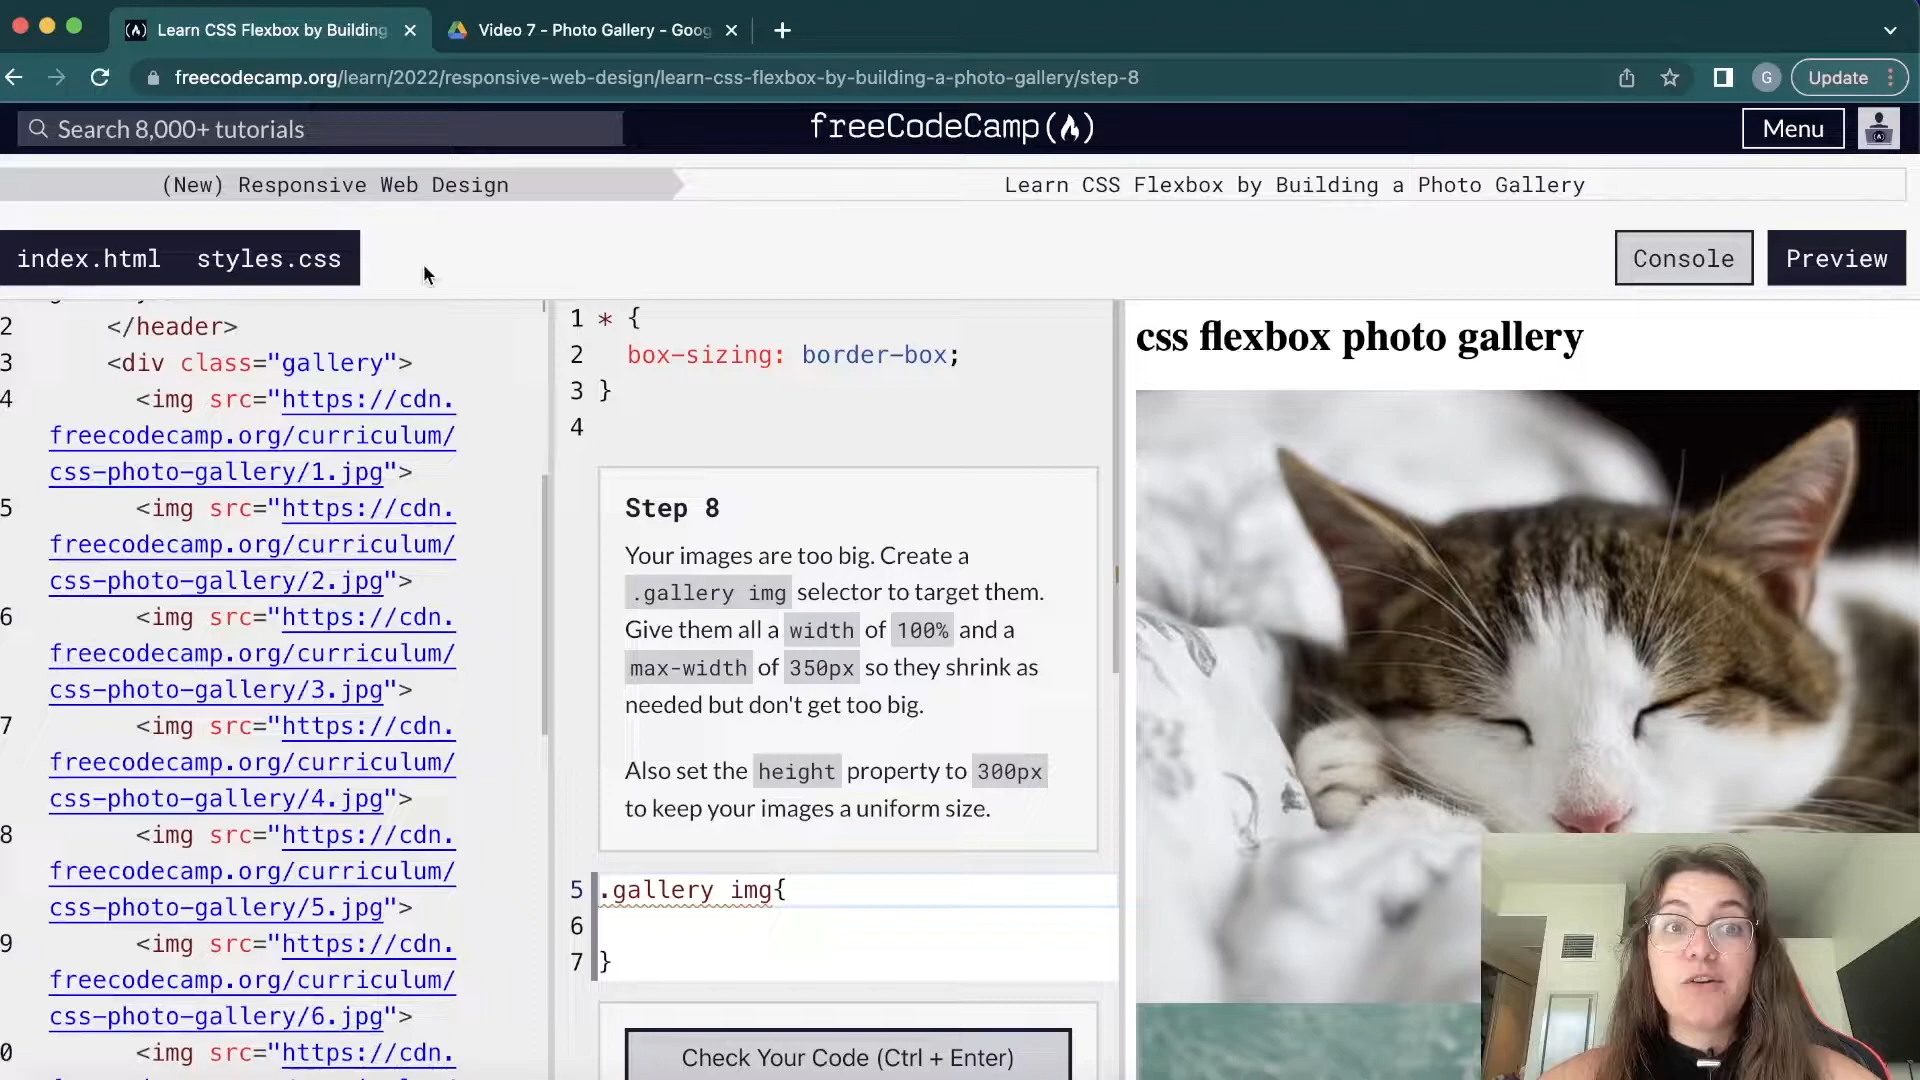 Learn CSS Flexbox by Building
Video 7 - Photo Gallery - Goog
freecodecamp.org/learn/2022/responsive-web-design/learn-css-flexbox-by-building-a-photo-gallery/step-8
G
Update
Search 8,000+ tutorials
freeCodeCamp
Menu
(New) Responsive Web Design
Learn CSS Flexbox by Building a Photo Gallery
index.html styles.css
Console
Preview
2 </header>
3 <div class="gallery">
4 <img src="https://cdn.
freecodecamp.org/curriculum/
css-photo-gallery/1.jpg">
5 <img src="https://cdn.
freecodecamp.org/curriculum/
css-photo-gallery/2.jpg">
6 <img src="https://cdn.
freecodecamp.org/curriculum/
css-photo-gallery/3.jpg">
7 <img src="https://cdn.
freecodecamp.org/curriculum/
css-photo-gallery/4.jpg">
8 <img src="https://cdn.
freecodecamp.org/curriculum/
css-photo-gallery/5.jpg">
9 <img src="https://cdn.
freecodecamp.org/curriculum/
css-photo-gallery/6.jpg">
0 <img src="https://cdn.
1 * {
2 box-sizing: border-box;
3 }
4
Step 8
Your images are too big. Create a
.gallery img selector to target them.
Give them all a width of 100% and a
max-width of 350px so they shrink as
needed but don't get too big.
Also set the height property to 300px
to keep your images a uniform size.
5 .gallery img{
6
7 }
Check Your Code (Ctrl + Enter)
css flexbox photo gallery